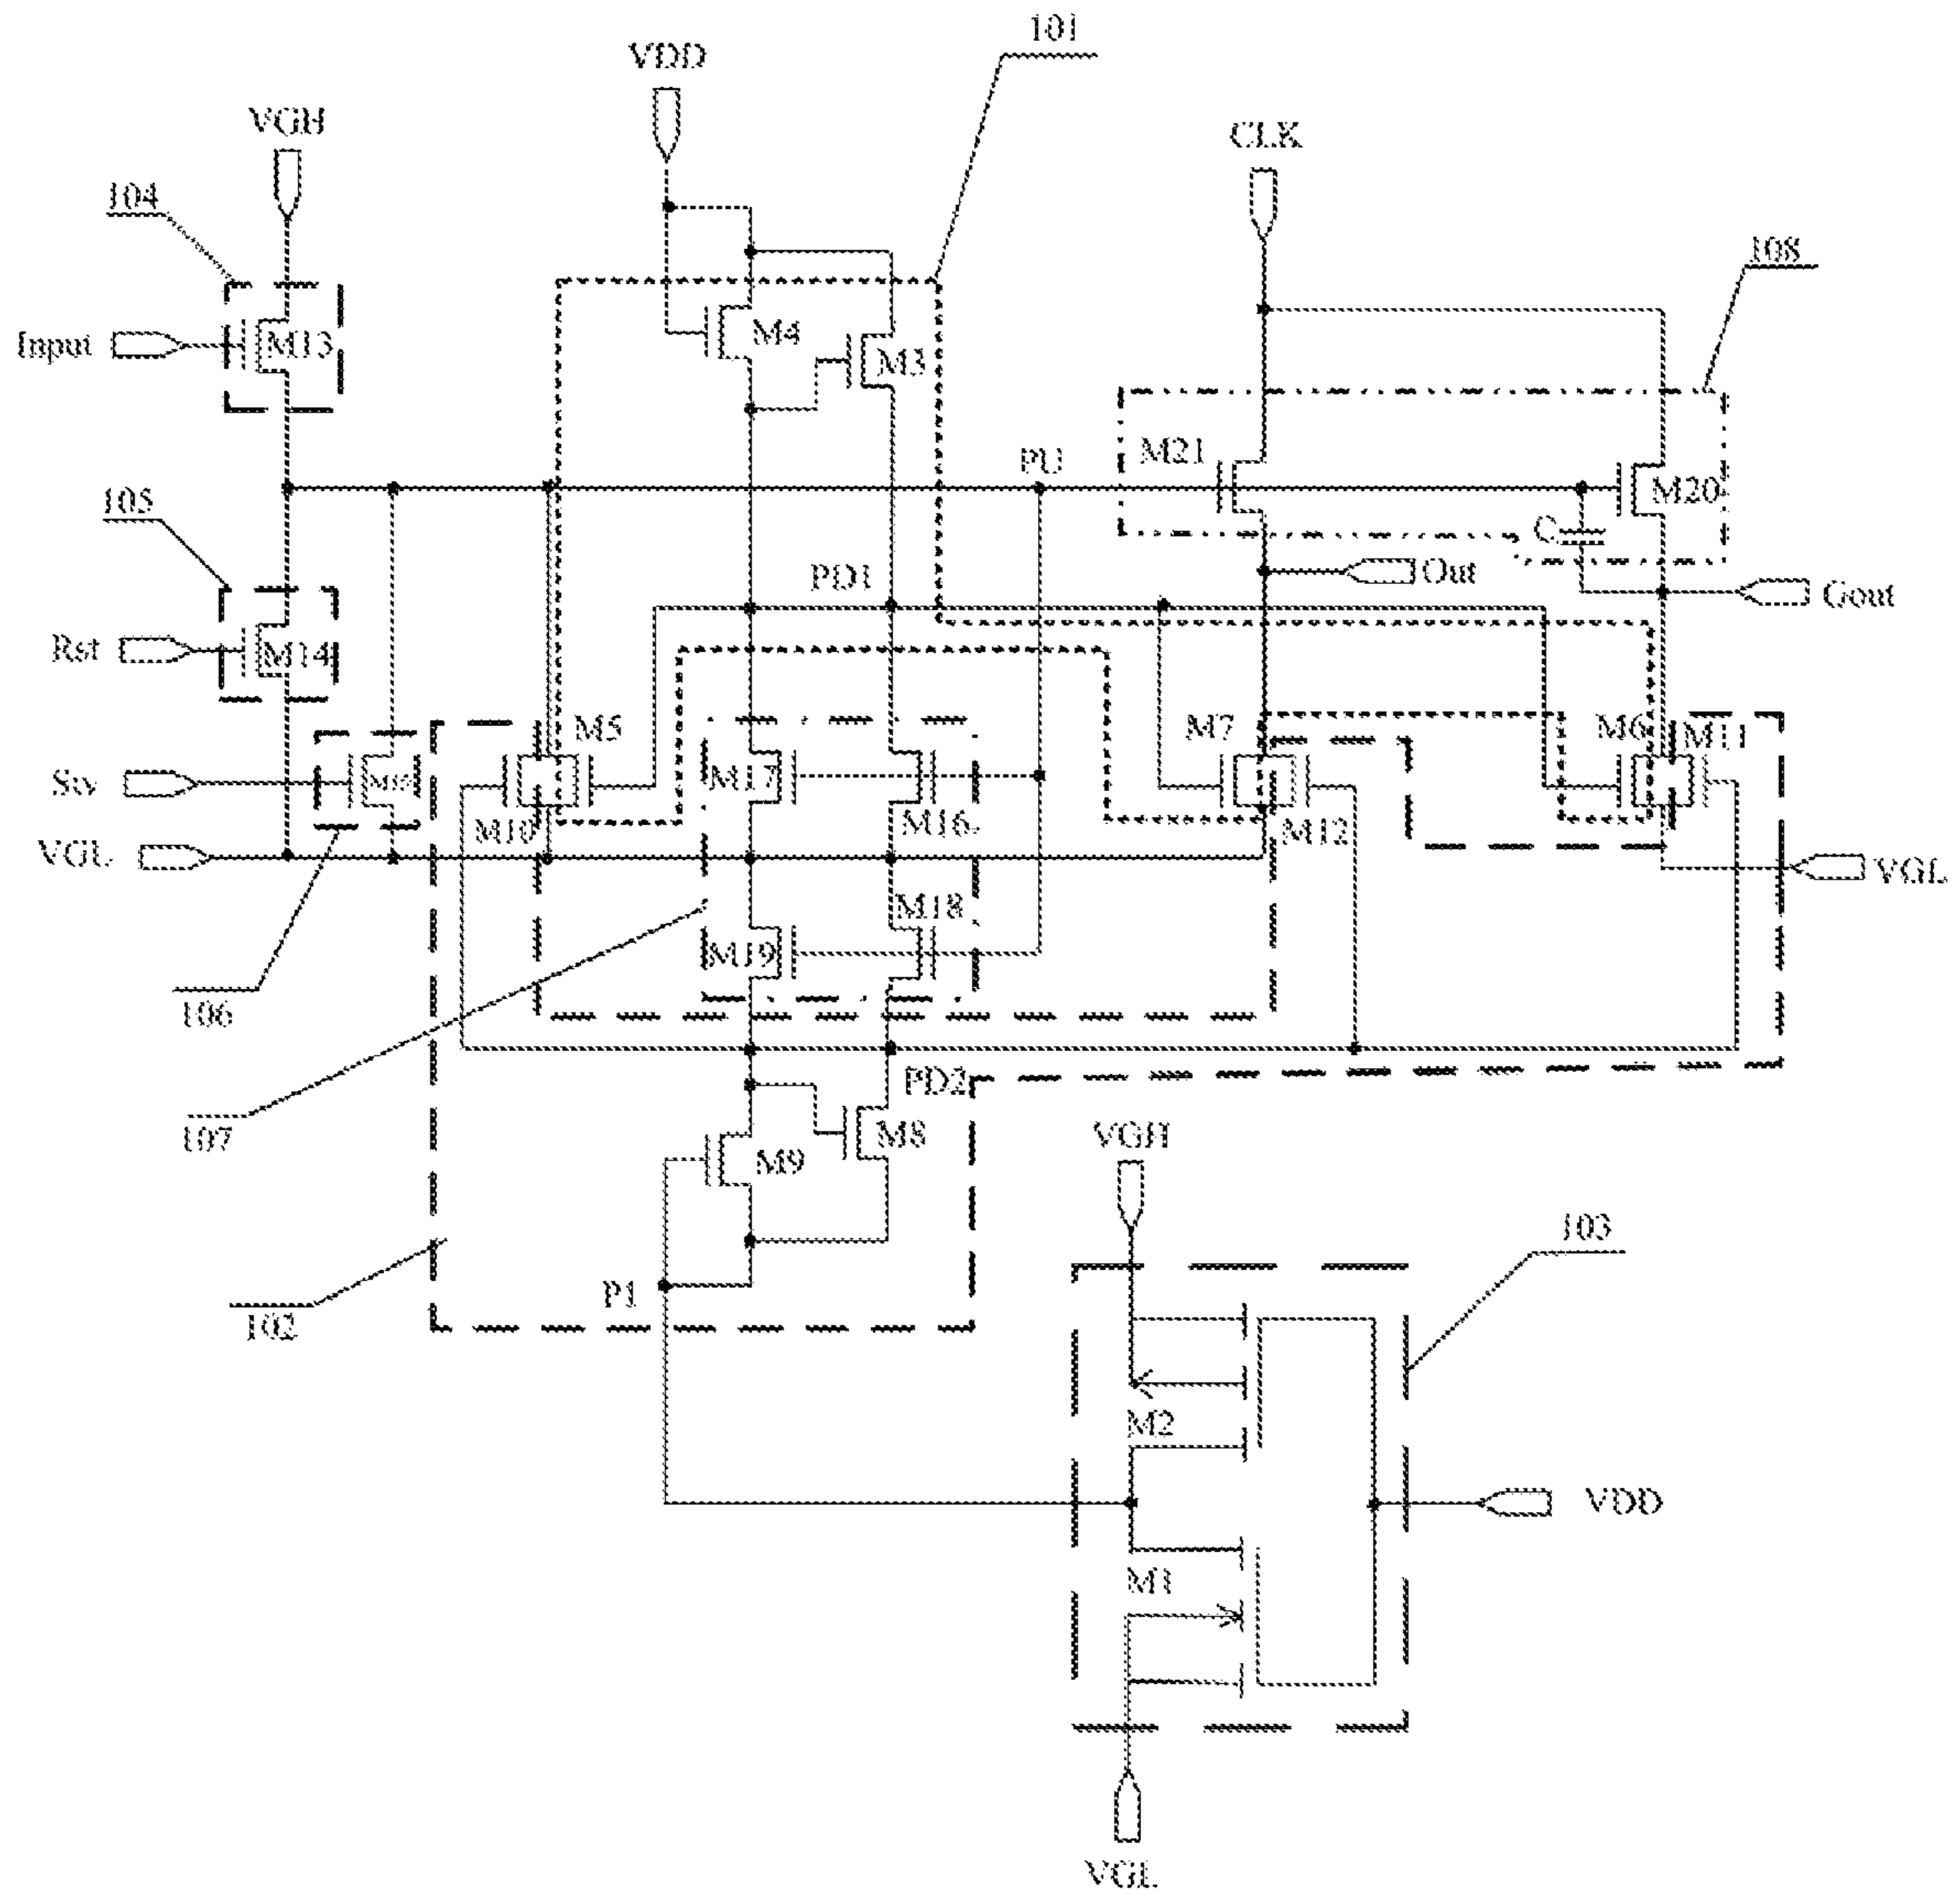 101
VDD
VGH
CLK
104
108
Input
M13
M4
M3
M21
PU
M20
105
C
PD1
Out
Gout
Rst
M14
M5
M7
M6
M11
Stv
M15
M17
M10
M16
M12
VGL
VGL
M18
M19
106
PD2
107
M8
M9
VGH
103
P1
102
M2
VDD
M1
VGL